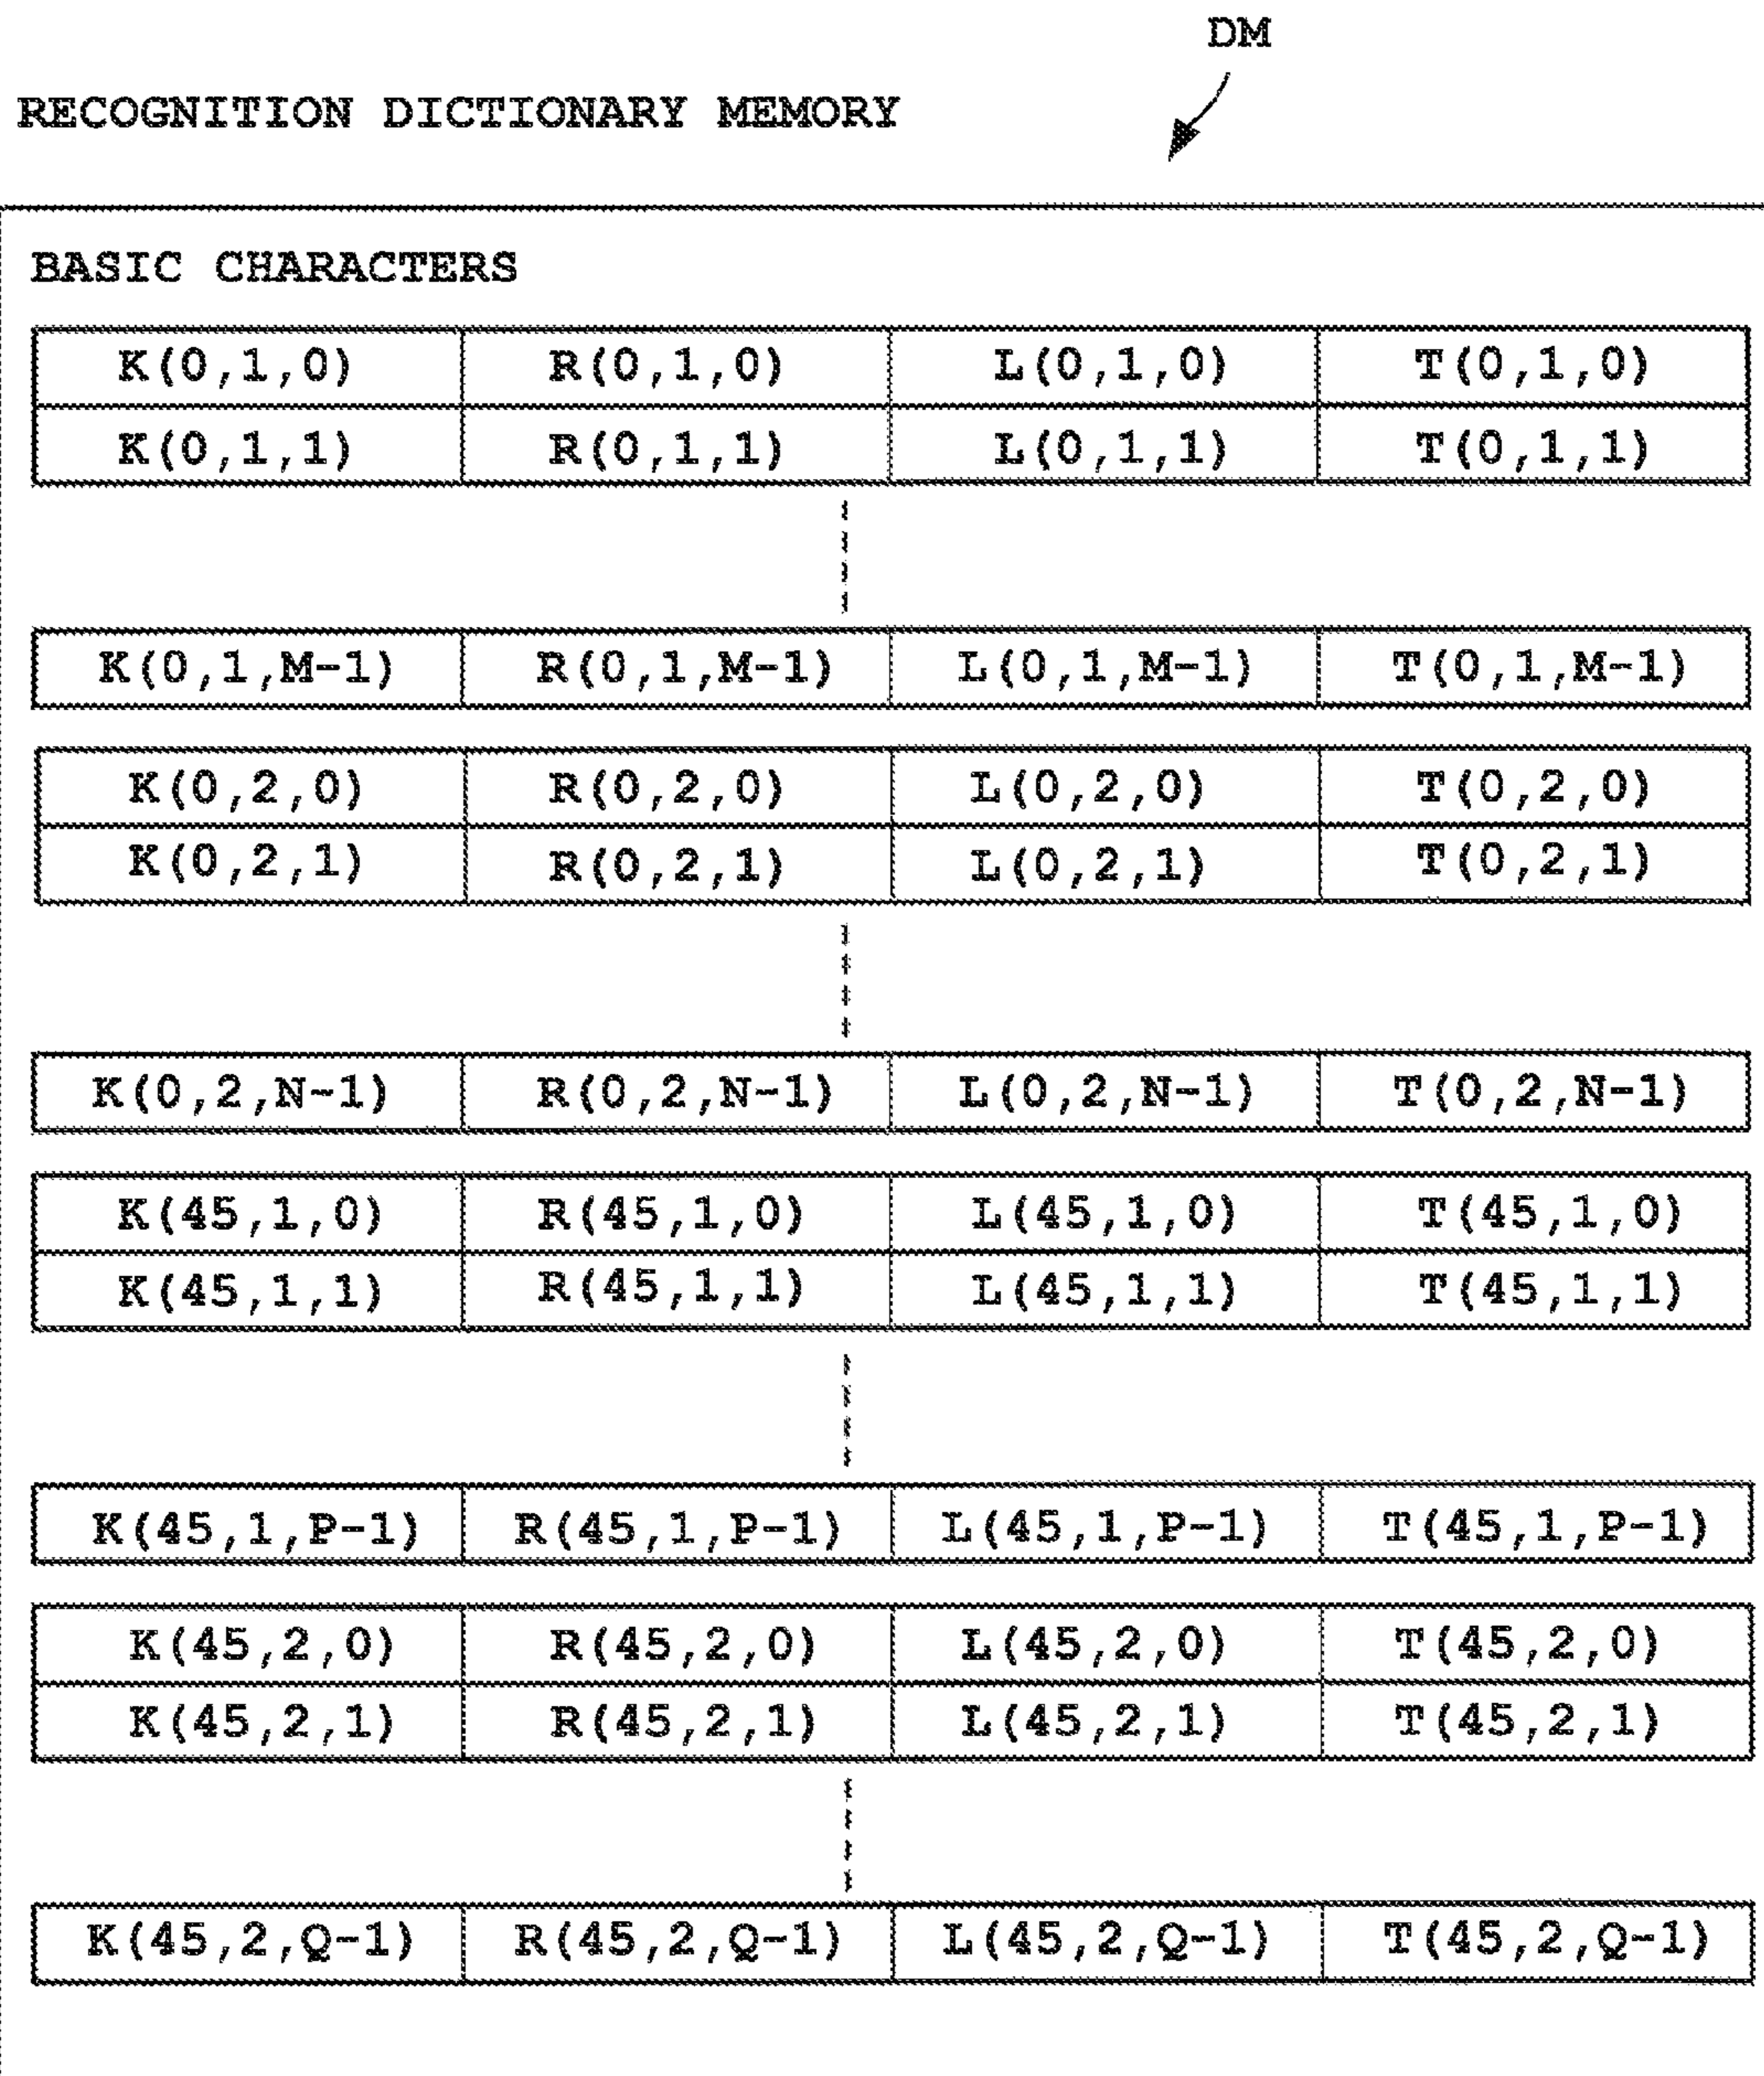 DM
RECOGNITION DICTIONARY MEMORY
BASIC CHARACTERS
K(0,1,0) R(0,1,0) L(0,1,0) T(0,1,0)
K(0,1,1) R(0,1,1) L(0,1,1) T(0,1,1)
K(0,1,M-1) R(0,1,M-1) L(0,1,M-1) T(0,1,M-1)
K(0,2,0) R(0,2,0) L(0,2,0) T(0,2,0)
K(0,2,1) R(0,2,1) L(0,2,1) T(0,2,1)
K(0,2,N-1) R(0,2,N-1) L(0,2,N-1) T(0,2,N-1)
K(45,1,0) R(45,1,0) L(45,1,0) T(45,1,0)
K(45,1,1) R(45,1,1) L(45,1,1) T(45,1,1)
K(45,1,P-1) R(45,1,P-1) L(45,1,P-1) T(45,1,P-1)
K(45,2,0) R(45,2,0) L(45,2,0) T(45,2,0)
K(45,2,1) R(45,2,1) L(45,2,1) T(45,2,1)
K(45,2,Q-1) R(45,2,Q-1) L(45,2,Q-1) T(45,2,Q-1)